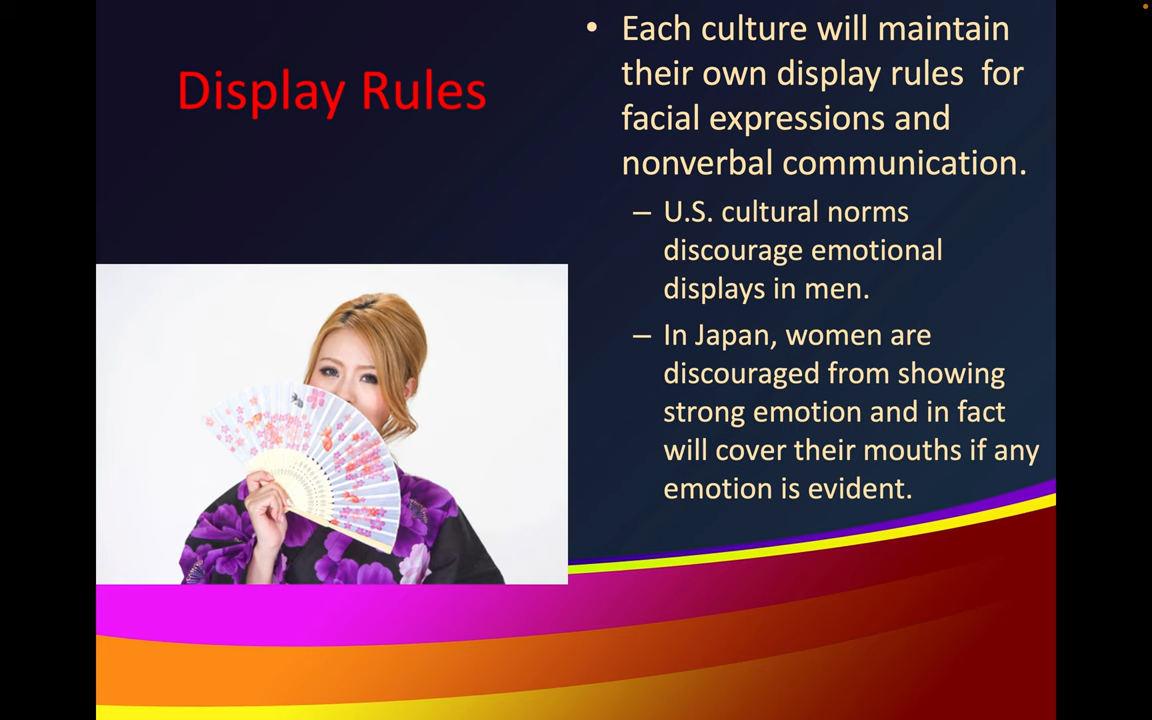 Display Rules
• Each culture will maintain
their own display rules  for
facial expressions and
nonverbal communication.
– U.S. cultural norms
discourage emotional
displays in men.
– In Japan, women are
discouraged from showing
strong emotion and in fact
will cover their mouths if any
emotion is evident.